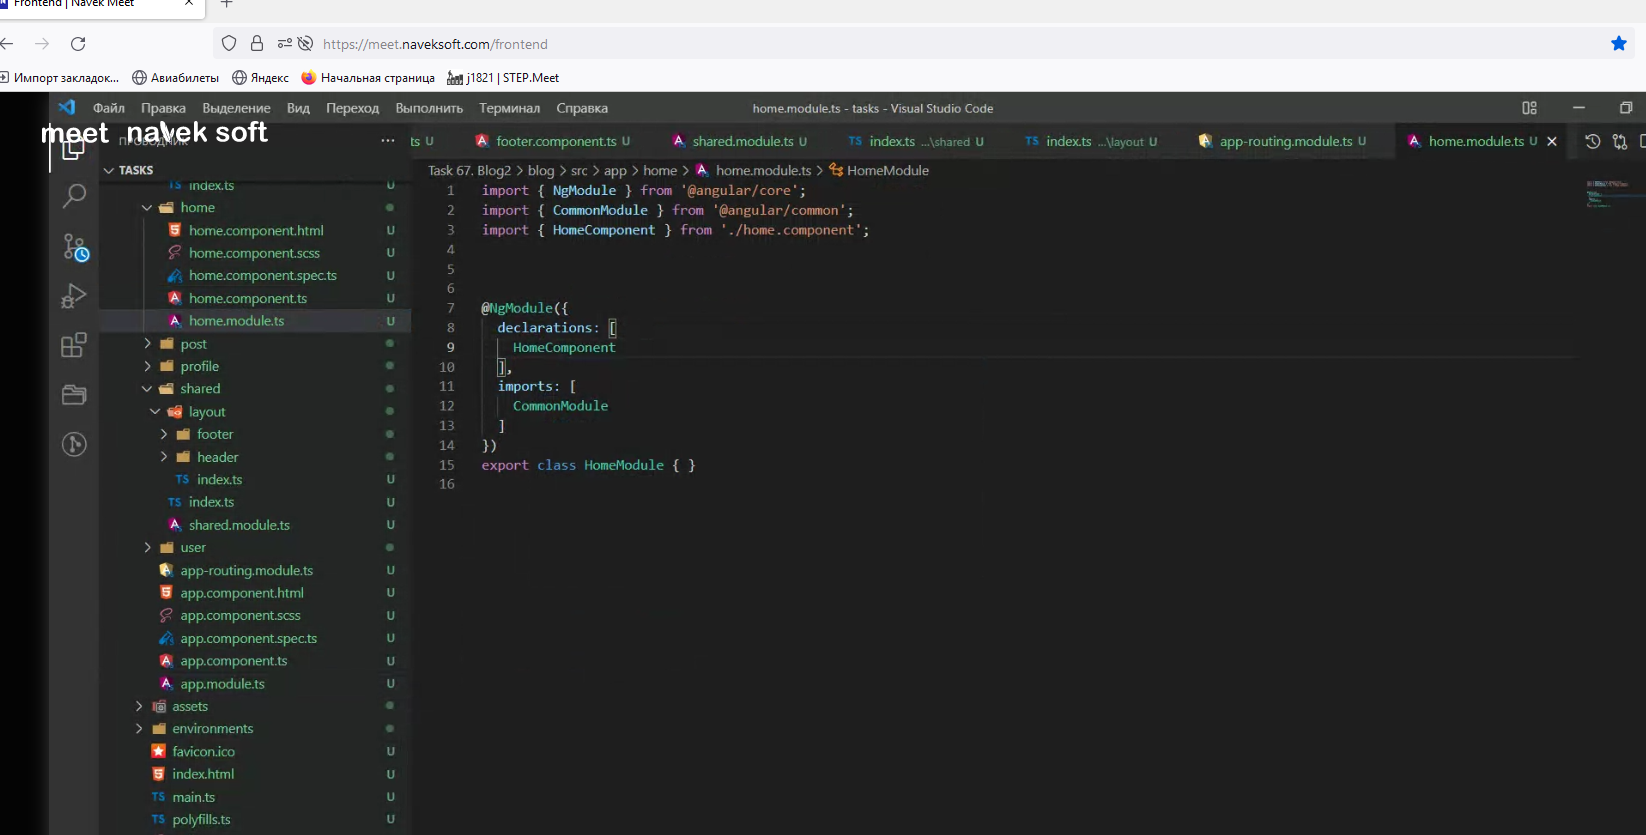 Frontend | Navek Meet
https://meet.naveksoft.com/frontend
Импорт закладок... Авиабилеты Яндекс Начальная страница j1821 | STEP.Meet
Файл Правка Выделение Вид Переход Выполнить Терминал Справка home.module.ts - tasks - Visual Studio Code
meet navek soft
ПРОВОДНИК ...
ts U footer.component.ts U shared.module.ts U index.ts ...\shared U index.ts ...\layout U app-routing.module.ts U home.module.ts U
TASKS
index.ts U
home
home.component.html U
home.component.scss U
home.component.spec.ts U
home.component.ts U
home.module.ts U
post
profile
shared
layout
footer
header
index.ts U
index.ts U
shared.module.ts U
user
app-routing.module.ts U
app.component.html U
app.component.scss U
app.component.spec.ts U
app.component.ts U
app.module.ts U
assets
environments
favicon.ico U
index.html U
main.ts U
polyfills.ts U
Task 67. Blog2 > blog > src > app > home > home.module.ts > HomeModule
1 import { NgModule } from '@angular/core';
2 import { CommonModule } from '@angular/common';
3 import { HomeComponent } from './home.component';
4
5
6
7 @NgModule({
8 declarations: [
9 HomeComponent
10 ],
11 imports: [
12 CommonModule
13 ]
14 })
15 export class HomeModule { }
16